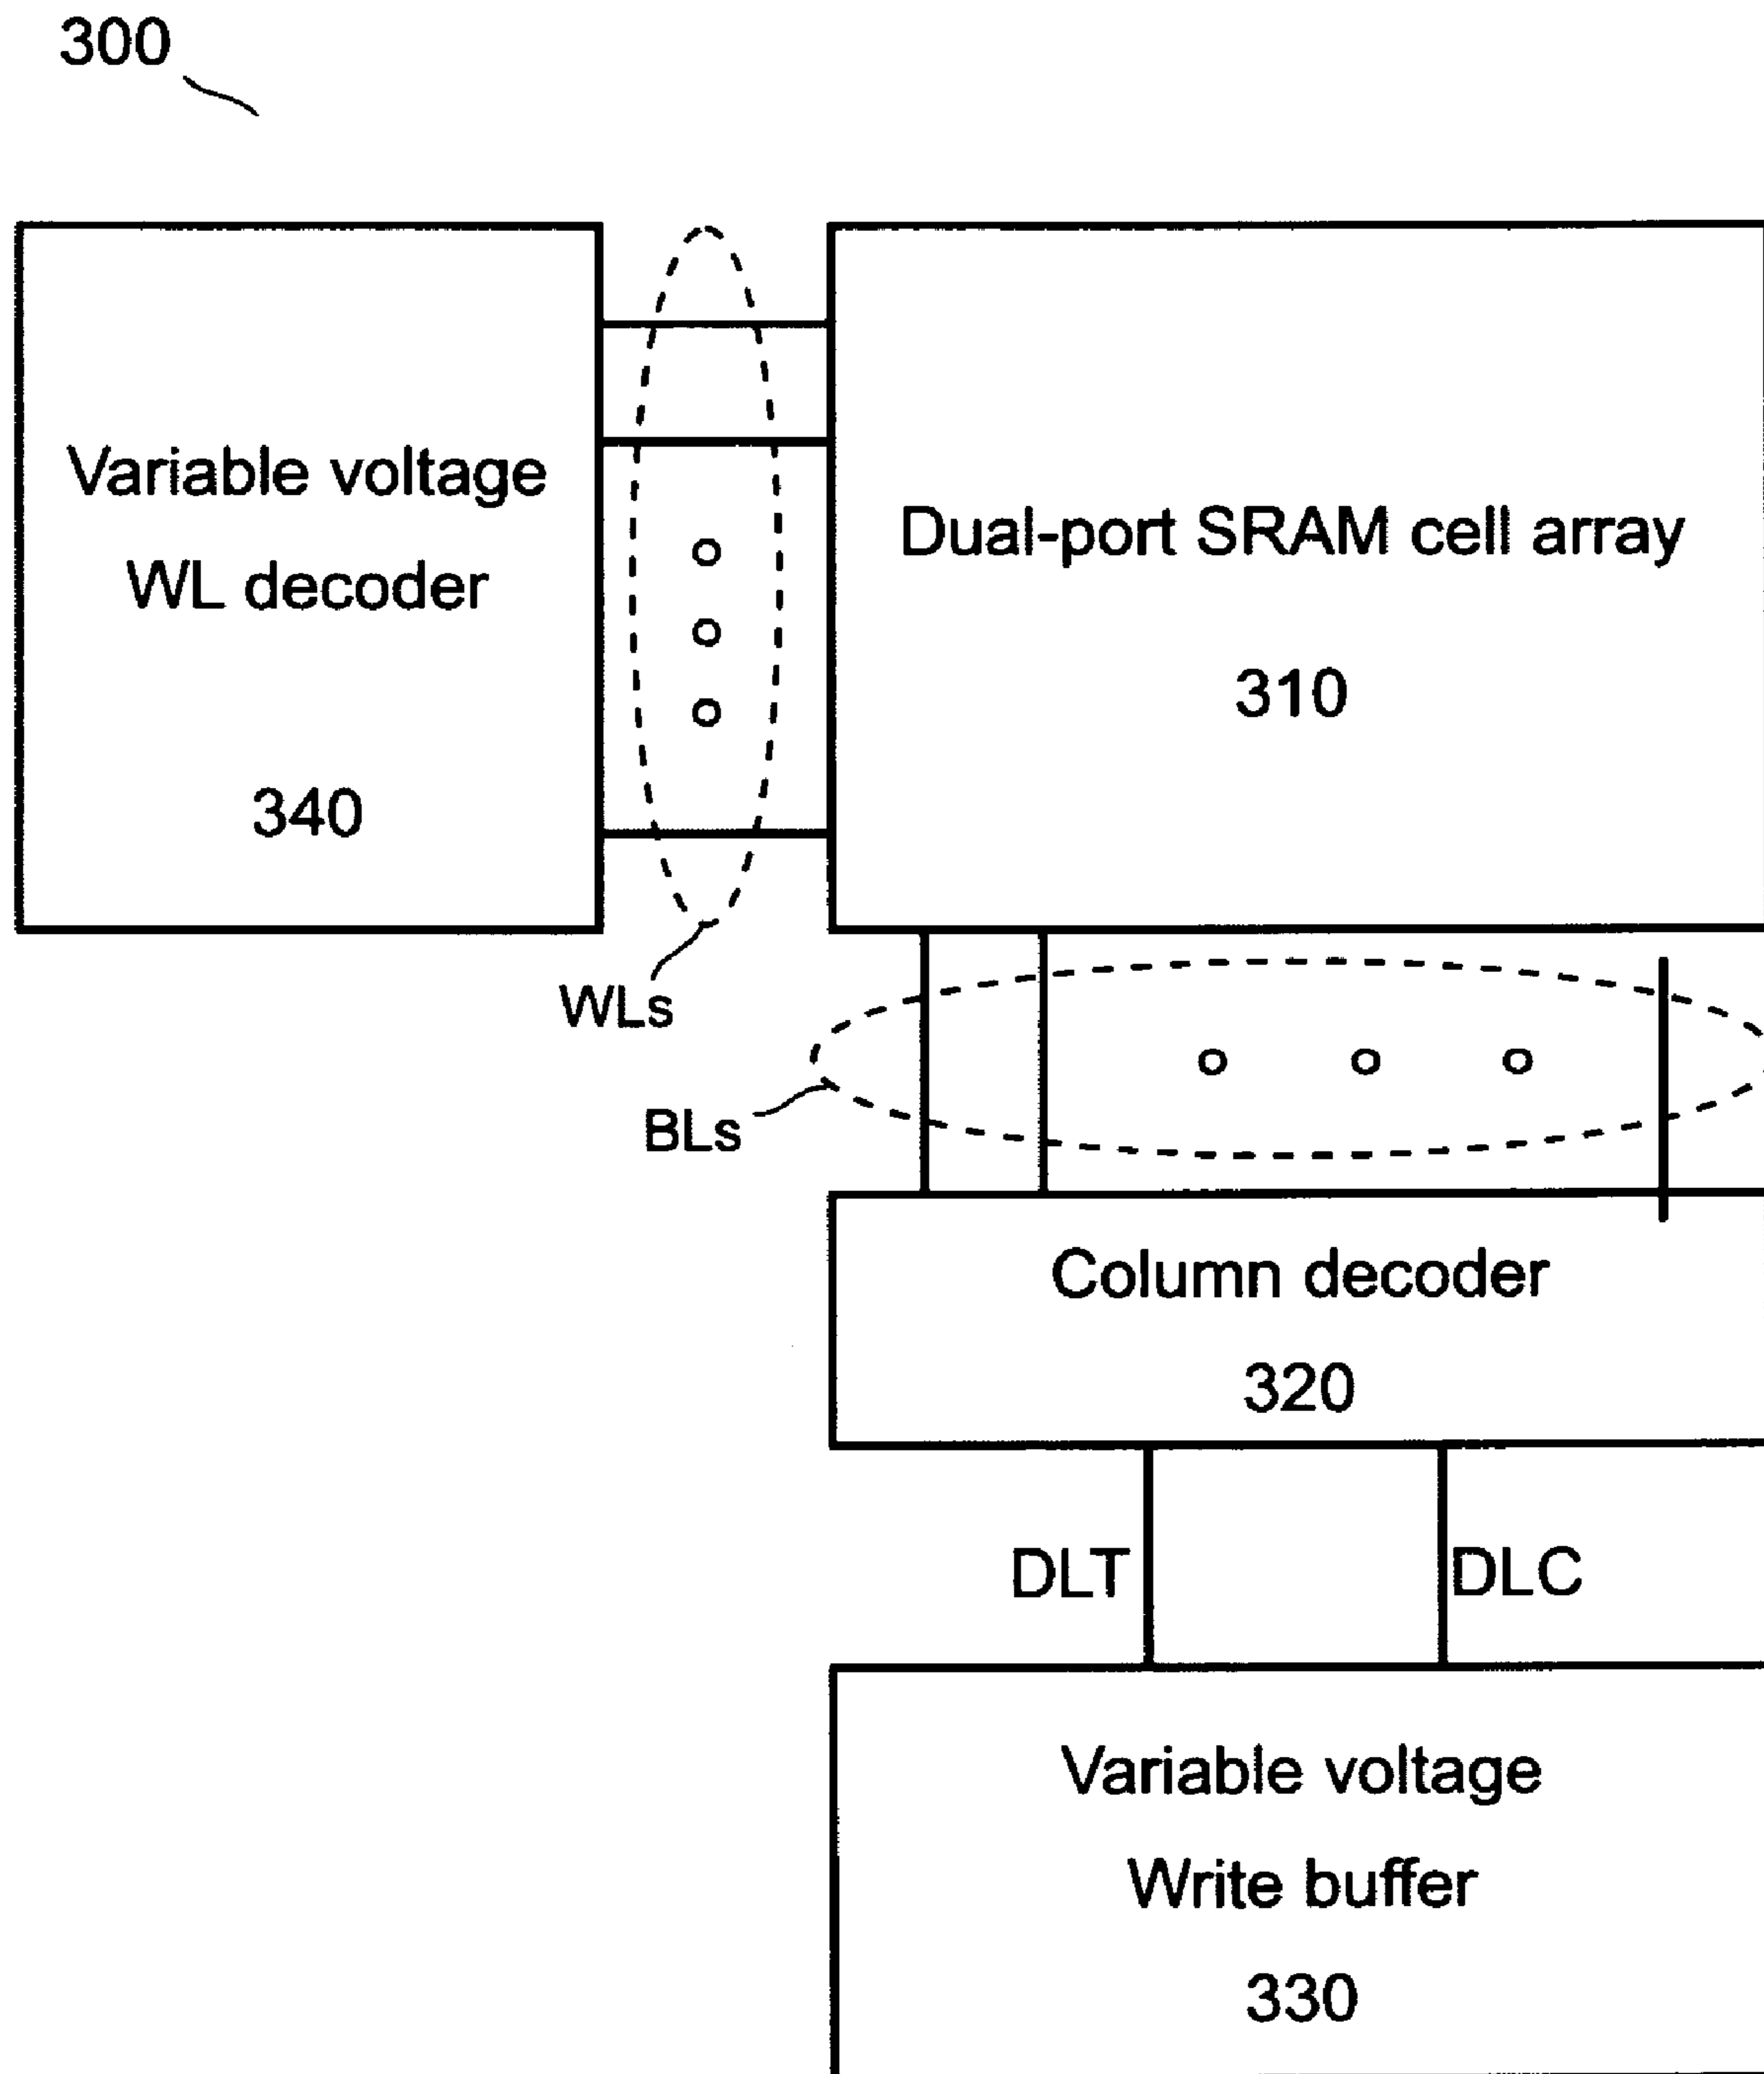 300
Variable voltage
WL decoder
340
Dual-port SRAM cell array
310
WLs
BLs
Column decoder
320
DLT
DLC
Variable voltage
Write buffer
330